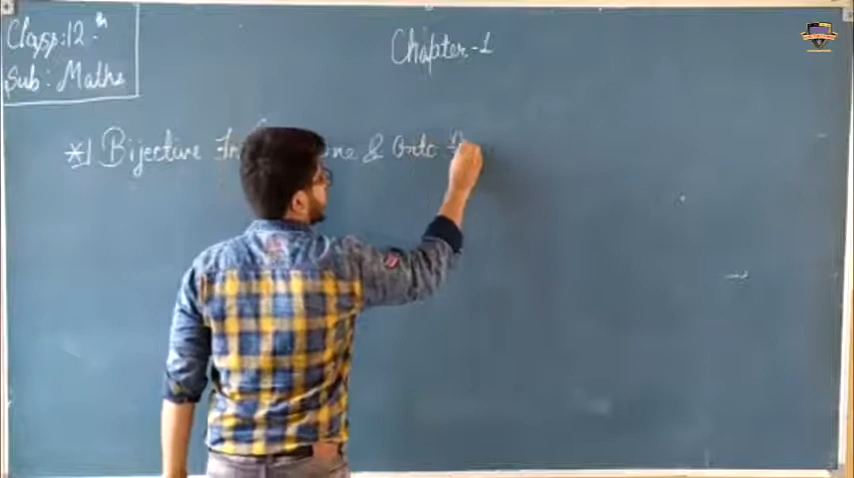 Class:12th
Sub: Maths
Chapter-1
*1 Bijective & Onto